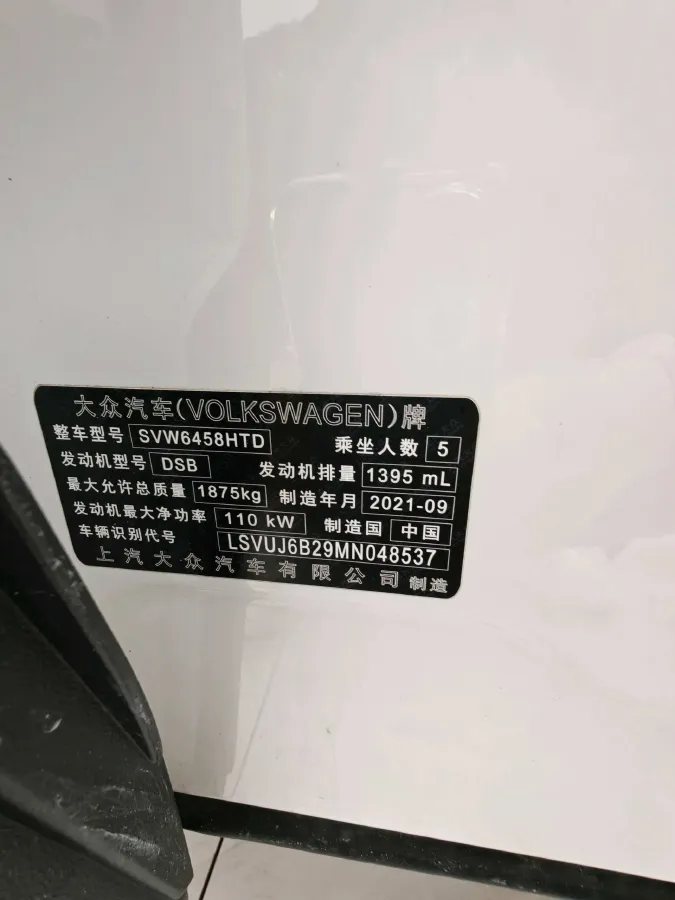 大众汽车(VOLKSWAGEN)牌
整车型号 SVW6458HTD 乘坐人数 5
发动机型号 DSB 发动机排量 1395 mL
最大允许总质量 1875kg 制造年月 2021-09
发动机最大净功率 110 kW 制造国 中国
车辆识别代号 LSVUJ6B29MN048537
上汽大众汽车有限公司 制造